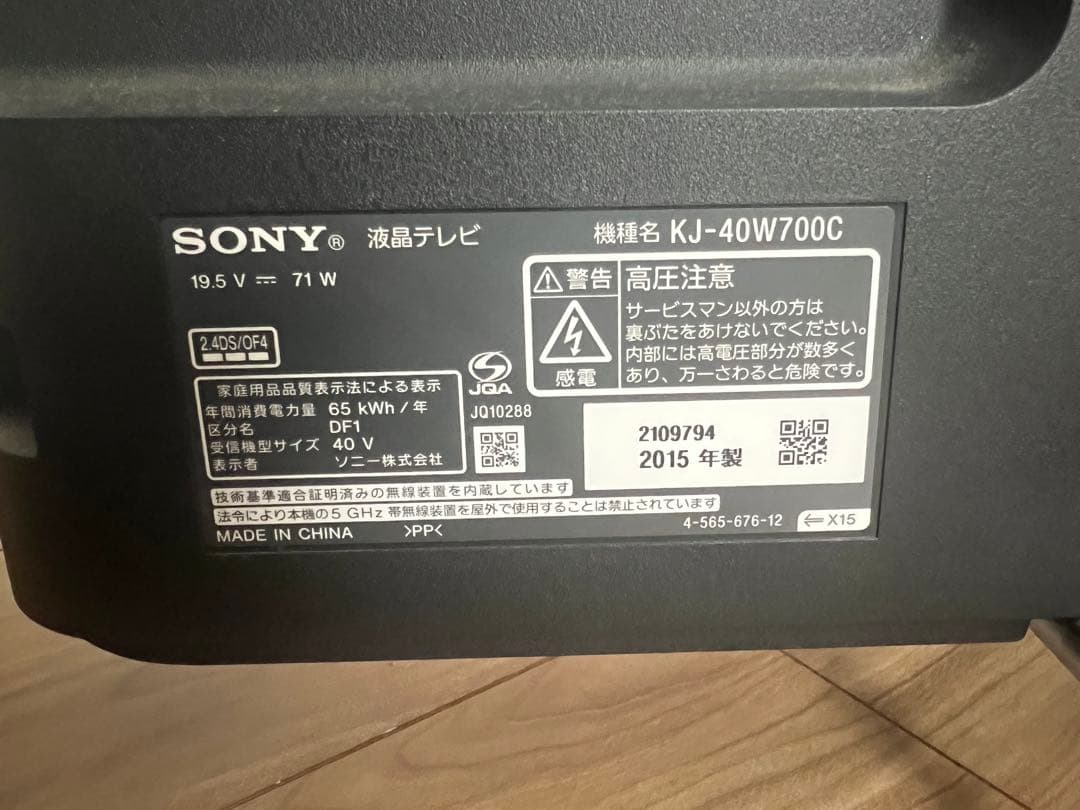 SONY® 液晶テレビ
機種名 KJ-40W700C
19.5 V ⎓ 71 W
警告 高圧注意
サービスマン以外の方は
裏ぶたをあけないでください。
内部には高電圧部分が数多く
あり、万一さわると危険です。
感電
2.4DS/OF4
家庭用品品質表示法による表示
年間消費電力量 65 kWh / 年
区分名 DF1
受信機型サイズ 40 V
表示者 ソニー株式会社
JQA
JQ10288
2109794
2015 年製
技術基準適合証明済みの無線装置を内蔵しています
法令により本機の5 GHz 帯無線装置を屋外で使用することは禁止されています
MADE IN CHINA >PP<
4-565-676-12 ⇐ X15